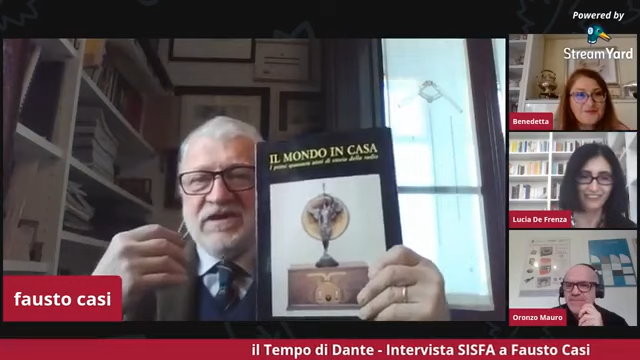 Powered by
StreamYard
IL MONDO IN CASA
I primi quaranta anni di storia della radio
Benedetta
Lucia De Frenza
Oronzo Mauro
fausto casi
il Tempo di Dante - Intervista SISFA a Fausto Casi